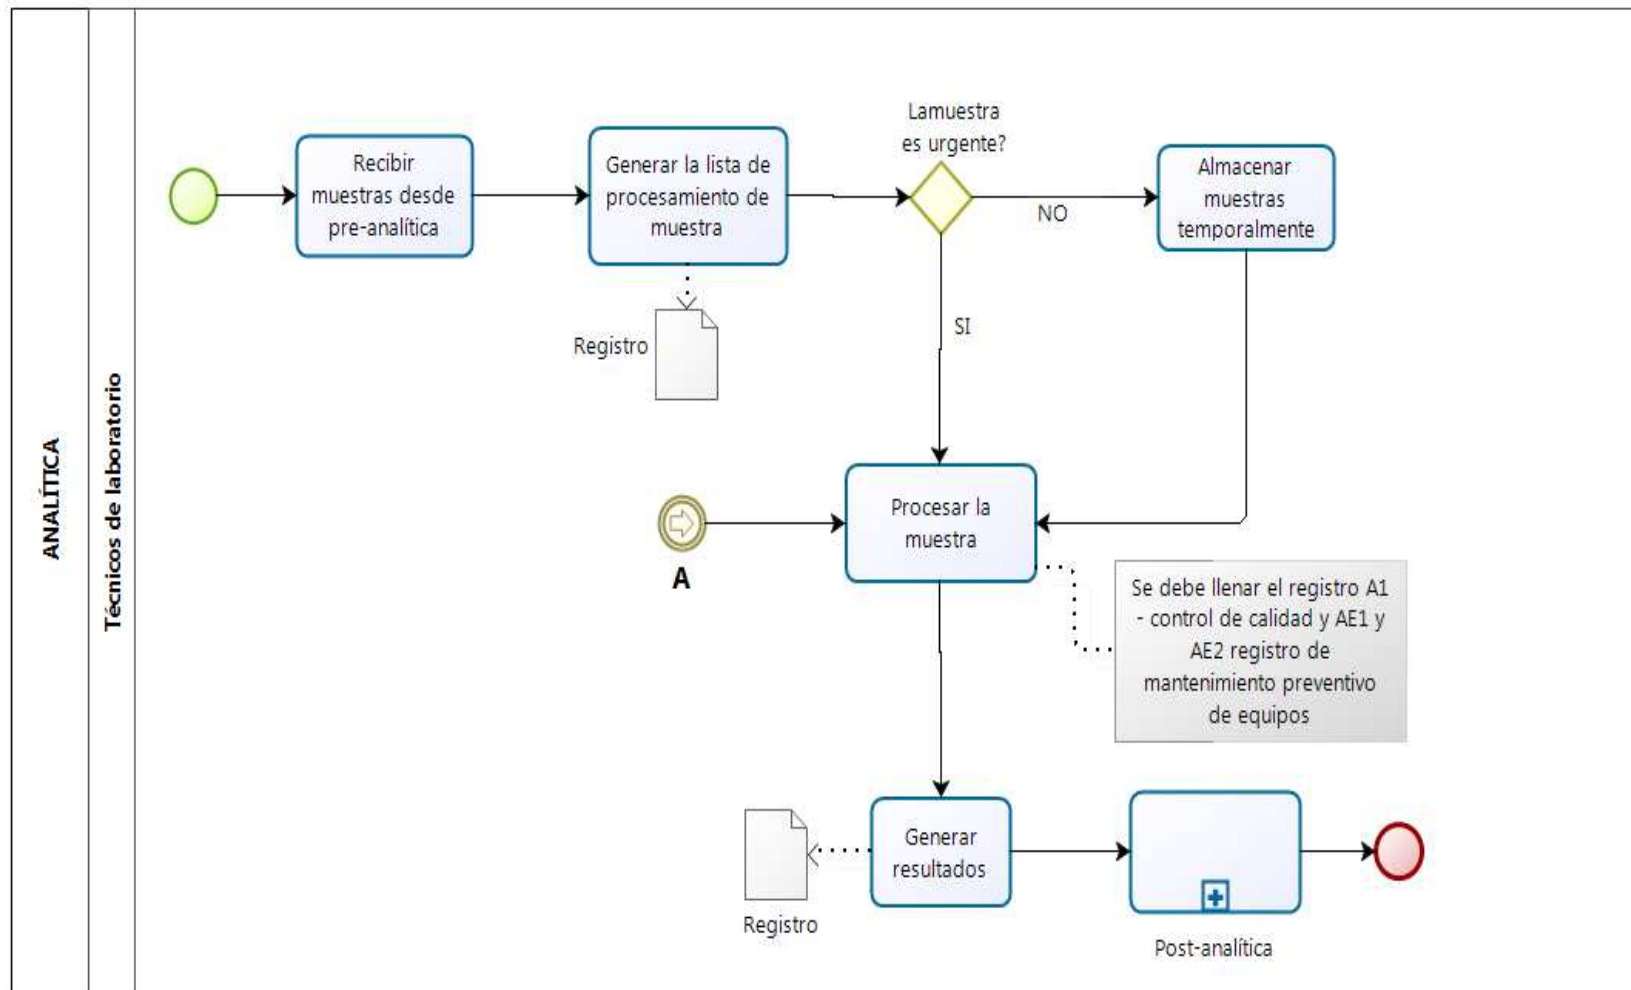 ANALÍTICA
Técnicos de laboratorio
Recibir
muestras desde
pre-analítica
Generar la lista de
procesamiento de
muestra
Registro
Lamuestra
es urgente?
NO
SI
Almacenar
muestras
temporalmente
A
Procesar la
muestra
Se debe llenar el registro A1
- control de calidad y AE1 y
AE2 registro de
mantenimiento preventivo
de equipos
Generar
resultados
Registro
Post-analítica